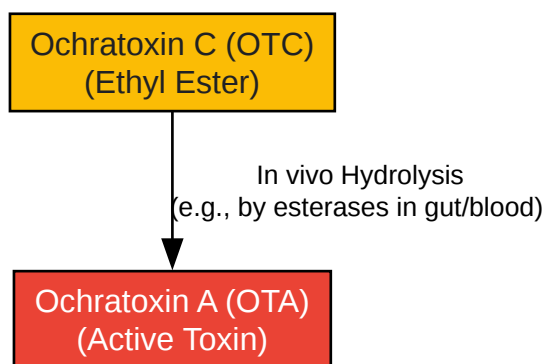 Ochratoxin C (OTC)
(Ethyl Ester)
In vivo Hydrolysis
(e.g., by esterases in gut/blood)
Ochratoxin A (OTA)
(Active Toxin)